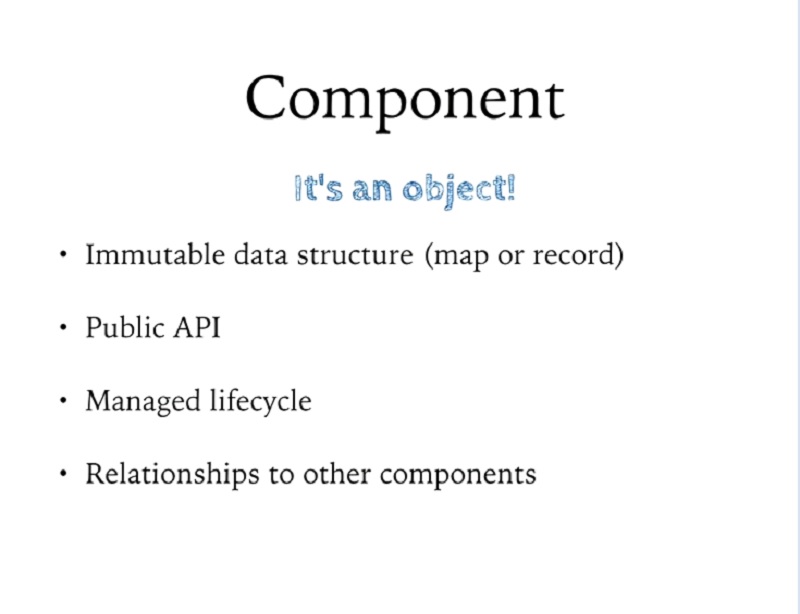 Component
It's an object!
• Immutable data structure (map or record)
• Public API
• Managed lifecycle
• Relationships to other components